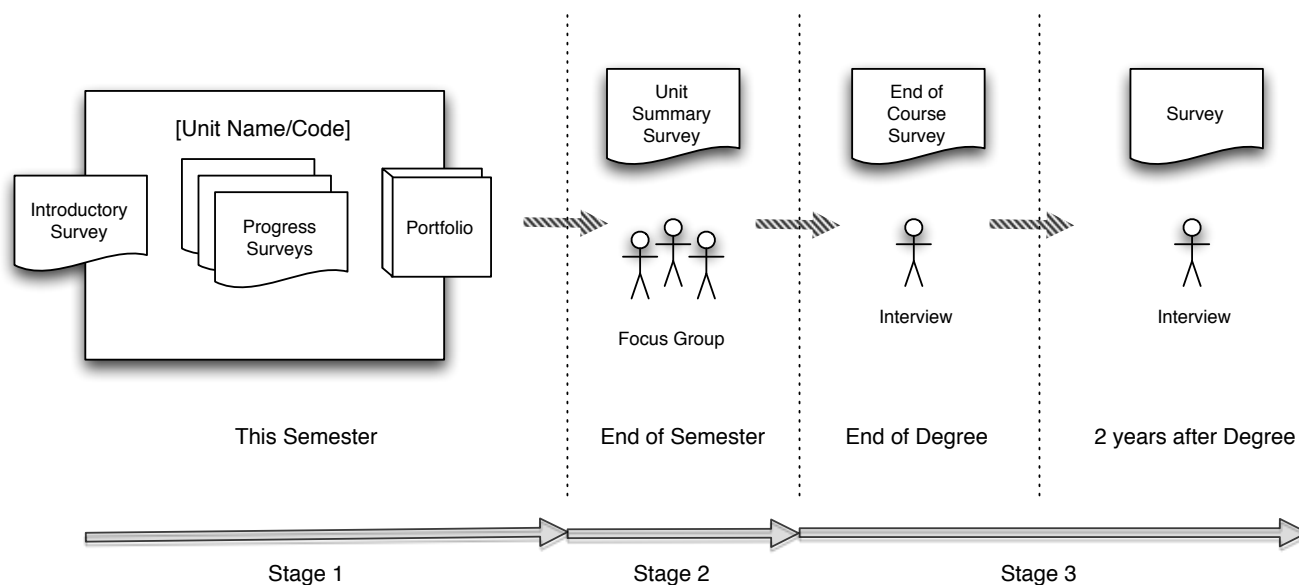 [Unit Name/Code]
Introductory
Survey
Progress
Surveys
Portfolio
This Semester
Unit
Summary
Survey
Focus Group
End of Semester
End of
Course
Survey
Interview
End of Degree
Survey
Interview
2 years after Degree
Stage 1
Stage 2
Stage 3